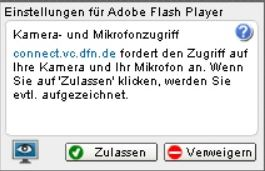 Einstellungen für Adobe Flash Player
Kamera- und Mikrofonzugriff
connect.vc.dfn.de fordert den Zugriff auf
Ihre Kamera und Ihr Mikrofon an. Wenn
Sie auf 'Zulassen' klicken, werden Sie
evtl. aufgezeichnet.
Zulassen
Verweigern